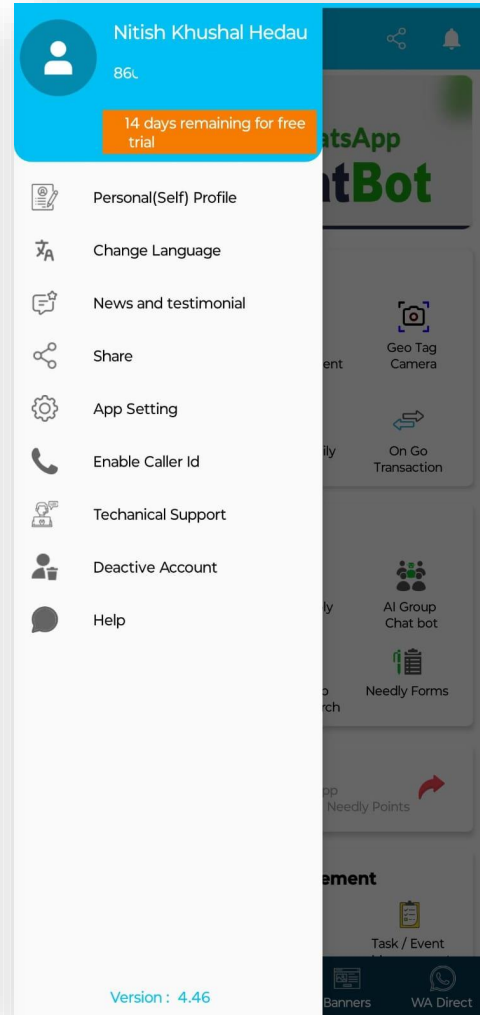 Nitish Khushal Hedau
86
14 days remaining for free
trial
atsApp
tBot
Personal(Self) Profile
Change Language
News and testimonial
Share
App Setting
Enable Caller Id
Techanical Support
Deactive Account
Help
ent
Geo Tag
Camera
ily
On Go
Transaction
ly
AI Group
Chat bot
rch
Needly Forms
pp
Needly Points
ement
Task / Event
Version : 4.46
Banners
WA Direct